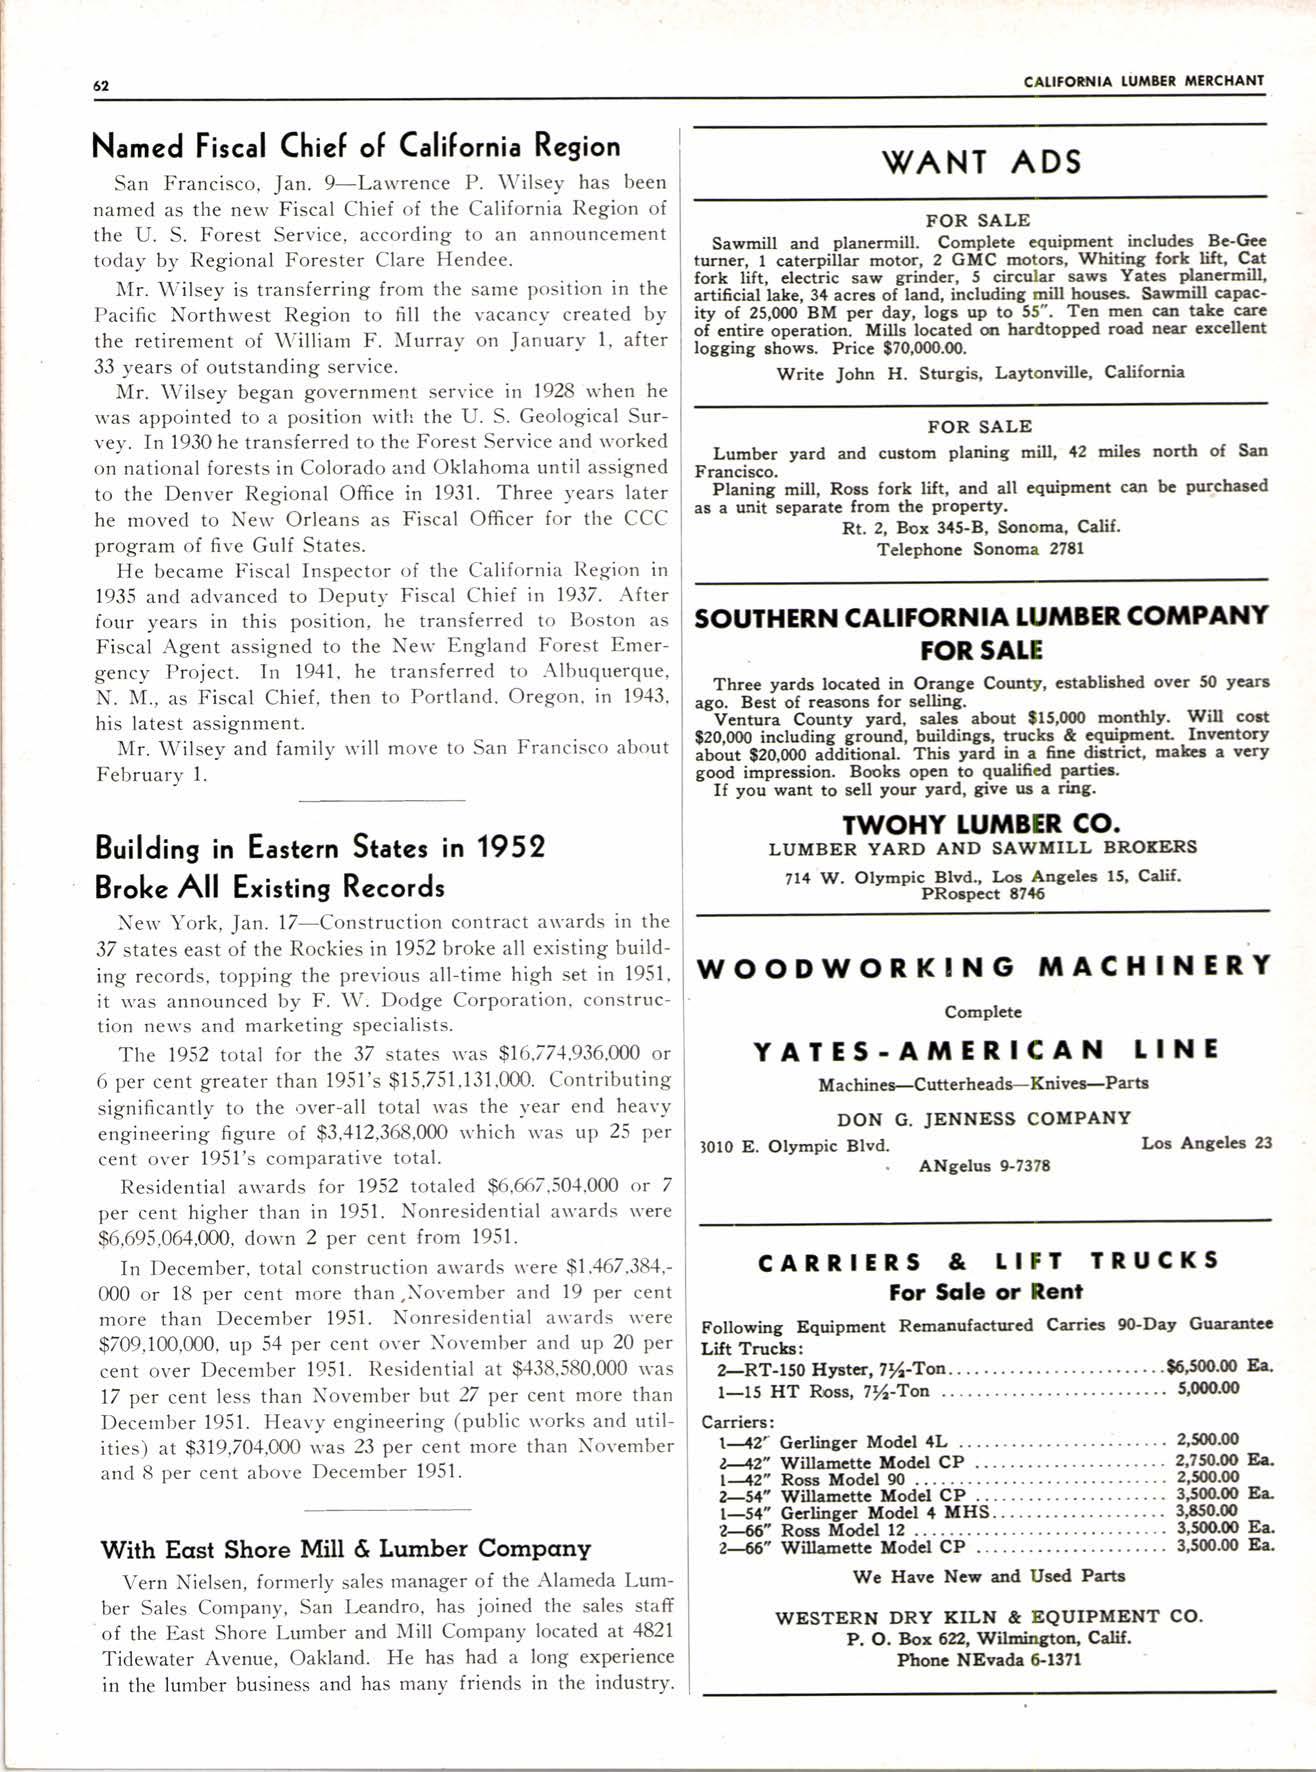 62
CALIFORNIA LUMBER MERCHANT
Named Fiscal Chief of California Region
San Francisco, Jan. 9—Lawrence P. Wilsey has been
named as the new Fiscal Chief of the California Region of
the U. S. Forest Service, according to an announcement
today by Regional Forester Clare Hendee.
Mr. Wilsey is transferring from the same position in the
Pacific Northwest Region to fill the vacancy created by
the retirement of William F. Murray on January 1, after
33 years of outstanding service.
Mr. Wilsey began government service in 1928 when he
was appointed to a position with the U. S. Geological Sur-
vey. In 1930 he transferred to the Forest Service and worked
on national forests in Colorado and Oklahoma until assigned
to the Denver Regional Office in 1931. Three years later
he moved to New Orleans as Fiscal Officer for the CCC
program of five Gulf States.
He became Fiscal Inspector of the California Region in
1935 and advanced to Deputy Fiscal Chief in 1937. After
four years in this position, he transferred to Boston as
Fiscal Agent assigned to the New England Forest Emer-
gency Project. In 1941, he transferred to Albuquerque,
N. M., as Fiscal Chief, then to Portland, Oregon, in 1943,
his latest assignment.
Mr. Wilsey and family will move to San Francisco about
February 1.
Building in Eastern States in 1952
Broke All Existing Records
New York, Jan. 17—Construction contract awards in the
37 states east of the Rockies in 1952 broke all existing build-
ing records, topping the previous all-time high set in 1951,
it was announced by F. W. Dodge Corporation, construc-
tion news and marketing specialists.
The 1952 total for the 37 states was $16,774,936,000 or
6 per cent greater than 1951's $15,751,131,000. Contributing
significantly to the over-all total was the year end heavy
engineering figure of $3,412,368,000 which was up 25 per
cent over 1951's comparative total.
Residential awards for 1952 totaled $6,667,504,000 or 7
per cent higher than in 1951. Nonresidential awards were
$6,695,064,000, down 2 per cent from 1951.
In December, total construction awards were $1,467,384,-
000 or 18 per cent more than November and 19 per cent
more than December 1951. Nonresidential awards were
$709,100,000, up 54 per cent over November and up 20 per
cent over December 1951. Residential at $438,580,000 was
17 per cent less than November but 27 per cent more than
December 1951. Heavy engineering (public works and util-
ities) at $319,704,000 was 23 per cent more than November
and 8 per cent above December 1951.
With East Shore Mill & Lumber Company
Vern Nielsen, formerly sales manager of the Alameda Lum-
ber Sales Company, San Leandro, has joined the sales staff
of the East Shore Lumber and Mill Company located at 4821
Tidewater Avenue, Oakland. He has had a long experience
in the lumber business and has many friends in the industry.
WANT ADS
FOR SALE
Sawmill and planermill. Complete equipment includes Be-Gee
turner, 1 caterpillar motor, 2 GMC motors, Whiting fork lift, Cat
fork lift, electric saw grinder, 5 circular saws Yates planermill,
artificial lake, 34 acres of land, including mill houses. Sawmill capac-
ity of 25,000 BM per day, logs up to 55". Ten men can take care
of entire operation. Mills located on hardtopped road near excellent
logging shows. Price $70,000.00.
Write John H. Sturgis, Laytonville, California
FOR SALE
Lumber yard and custom planing mill, 42 miles north of San
Francisco.
Planing mill, Ross fork lift, and all equipment can be purchased
as a unit separate from the property.
Rt. 2, Box 345-B, Sonoma, Calif.
Telephone Sonoma 2781
SOUTHERN CALIFORNIA LUMBER COMPANY
FOR SALE
Three yards located in Orange County, established over 50 years
ago. Best of reasons for selling.
Ventura County yard, sales about $15,000 monthly. Will cost
$20,000 including ground, buildings, trucks & equipment. Inventory
about $20,000 additional. This yard in a fine district, makes a very
good impression. Books open to qualified parties.
If you want to sell your yard, give us a ring.
TWOHY LUMBER CO.
LUMBER YARD AND SAWMILL BROKERS
714 W. Olympic Blvd., Los Angeles 15, Calif.
PRospect 8746
WOODWORKING MACHINERY
Complete
YATES-AMERICAN LINE
Machines—Cutterheads—Knives—Parts
DON G. JENNESS COMPANY
3010 E. Olympic Blvd. Los Angeles 23
ANgelus 9-7378
CARRIERS & LIFT TRUCKS
For Sale or Rent
Following Equipment Remanufactured Carries 90-Day Guarantee
Lift Trucks:
2—RT-150 Hyster, 7½-Ton........................$6,500.00 Ea.
1—15 HT Ross, 7½-Ton ......................... 5,000.00
Carriers:
1—42" Gerlinger Model 4L ....................... 2,500.00
2—42" Willamette Model CP ..................... 2,750.00 Ea.
1—42" Ross Model 90 ............................ 2,500.00
2—54" Willamette Model CP ..................... 3,500.00 Ea.
1—54" Gerlinger Model 4 MHS................... 3,850.00
2—66" Ross Model 12 ............................ 3,500.00 Ea.
2—66" Willamette Model CP ..................... 3,500.00 Ea.
We Have New and Used Parts
WESTERN DRY KILN & EQUIPMENT CO.
P. O. Box 622, Wilmington, Calif.
Phone NEvada 6-1371